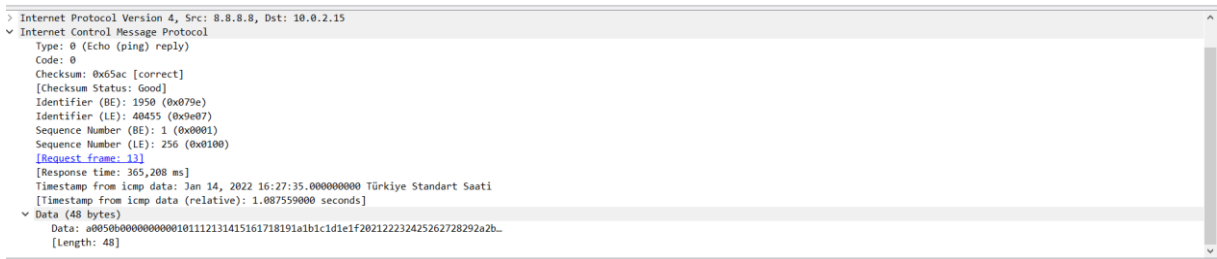 Internet Protocol Version 4, Src: 8.8.8.8, Dst: 10.0.2.15
Internet Control Message Protocol
Type: 0 (Echo (ping) reply)
Code: 0
Checksum: 0x65ac [correct]
[Checksum Status: Good]
Identifier (BE): 1950 (0x079e)
Identifier (LE): 40455 (0x9e07)
Sequence Number (BE): 1 (0x0001)
Sequence Number (LE): 256 (0x0100)
[Request frame: 13]
[Response time: 365,208 ms]
Timestamp from icmp data: Jan 14, 2022 16:27:35.000000000 Türkiye Standart Saati
[Timestamp from icmp data (relative): 1.087559000 seconds]
Data (48 bytes)
Data: a0050b0000000000101112131415161718191a1b1c1d1e1f202122232425262728292a2b…
[Length: 48]